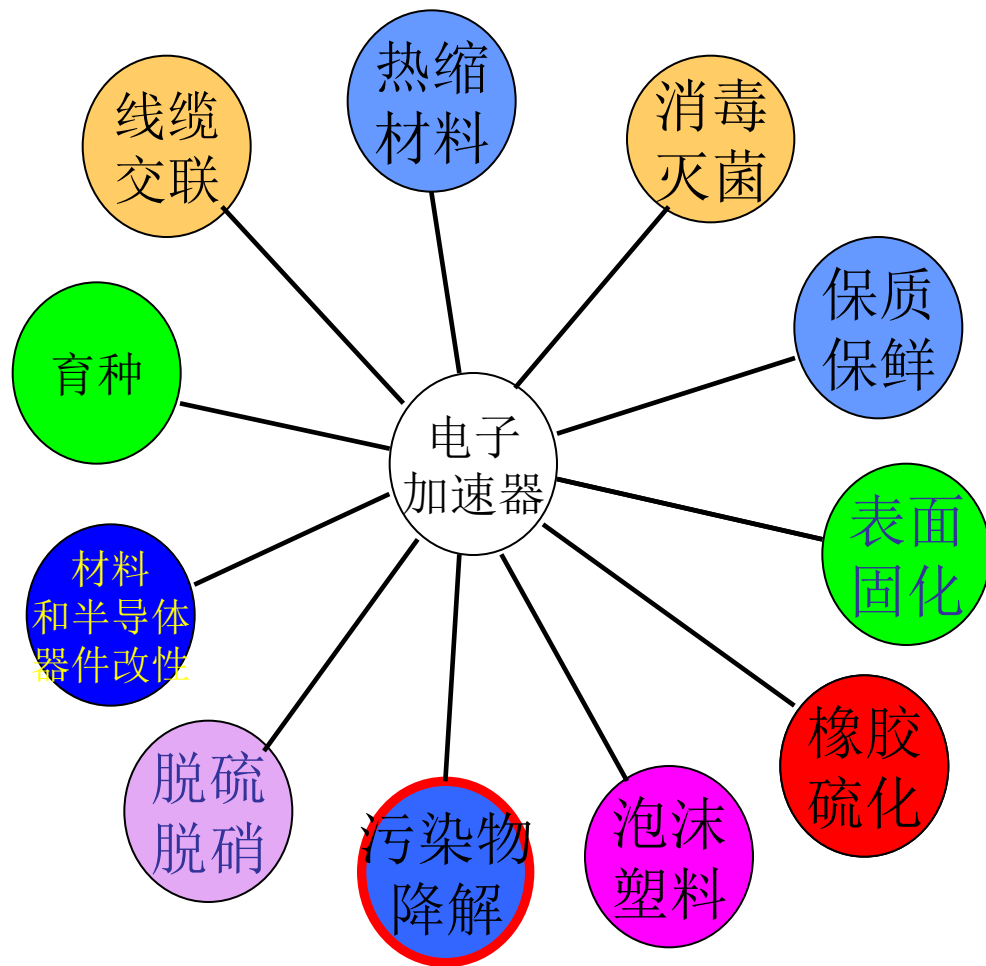 热缩
材料
消毒
灭菌
保质
保鲜
表面
固化
橡胶
硫化
泡沫
塑料
污染物
降解
脱硫
脱硝
材料
和半导体
器件改性
育种
线缆
交联
电子
加速器